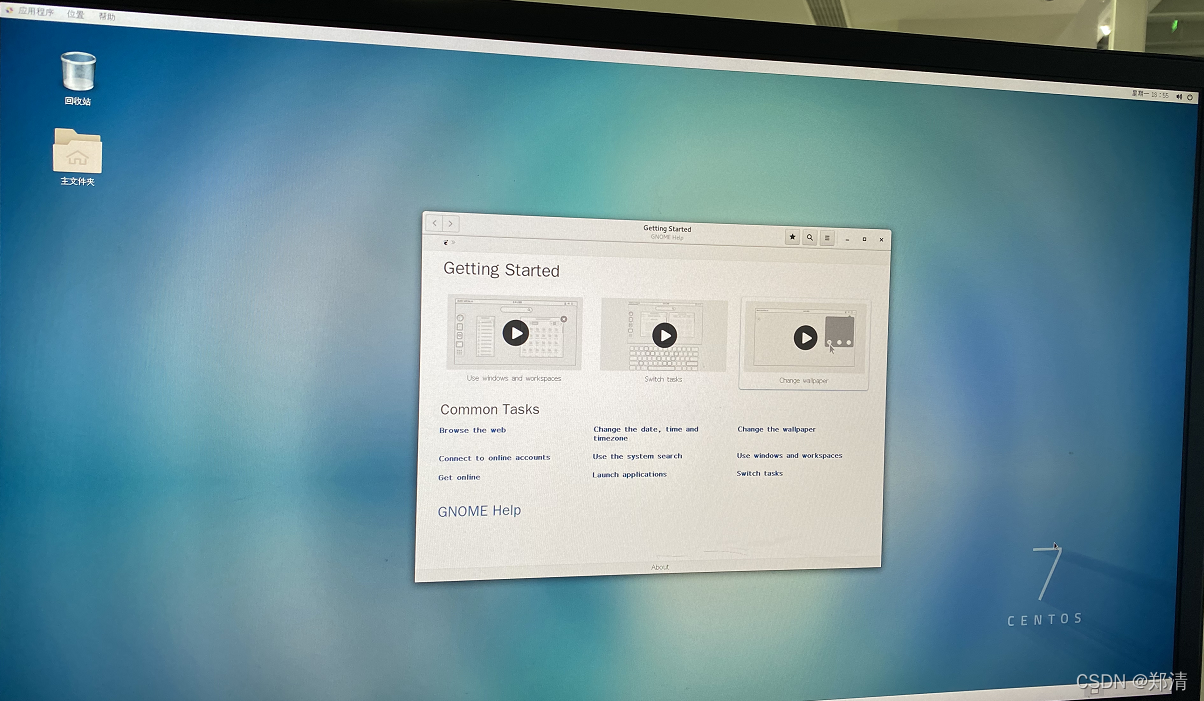 应用程序 位置 帮助
星期一 18:55
回收站
主文件夹
Getting Started
GNOME Help
Getting Started
Use windows and workspaces
Switch tasks
Change wallpaper
Common Tasks
Browse the web
Connect to online accounts
Get online
Change the date, time and
timezone
Use the system search
Launch applications
Change the wallpaper
Use windows and workspaces
Switch tasks
GNOME Help
About
7
CENTOS
CSDN @郑清